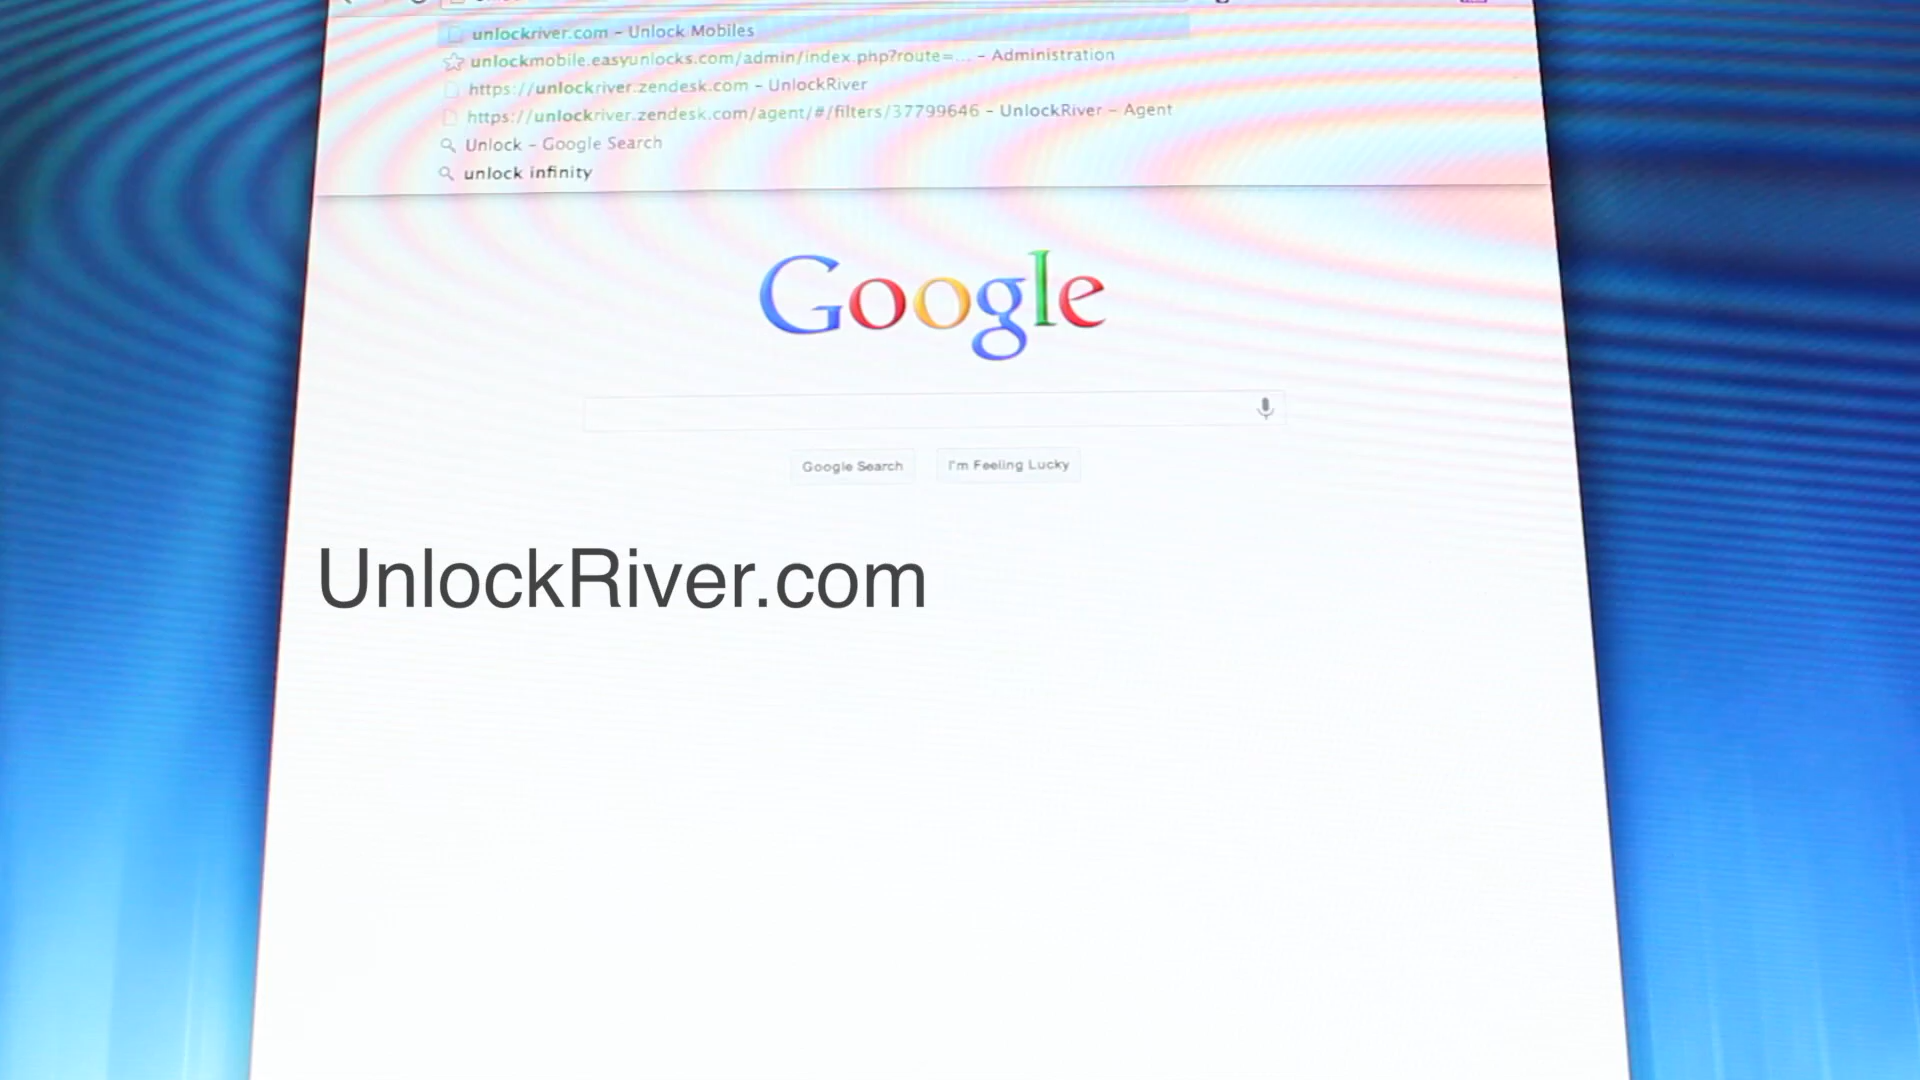 unlockriver.com – Unlock Mobiles
unlockmobile.easyunlocks.com/admin/index.php?route=... – Administration
https://unlockriver.zendesk.com – UnlockRiver
https://unlockriver.zendesk.com/agent/#/filters/37799646 – UnlockRiver – Agent
Unlock – Google Search
unlock infinity
Google
Google Search
I'm Feeling Lucky
UnlockRiver.com